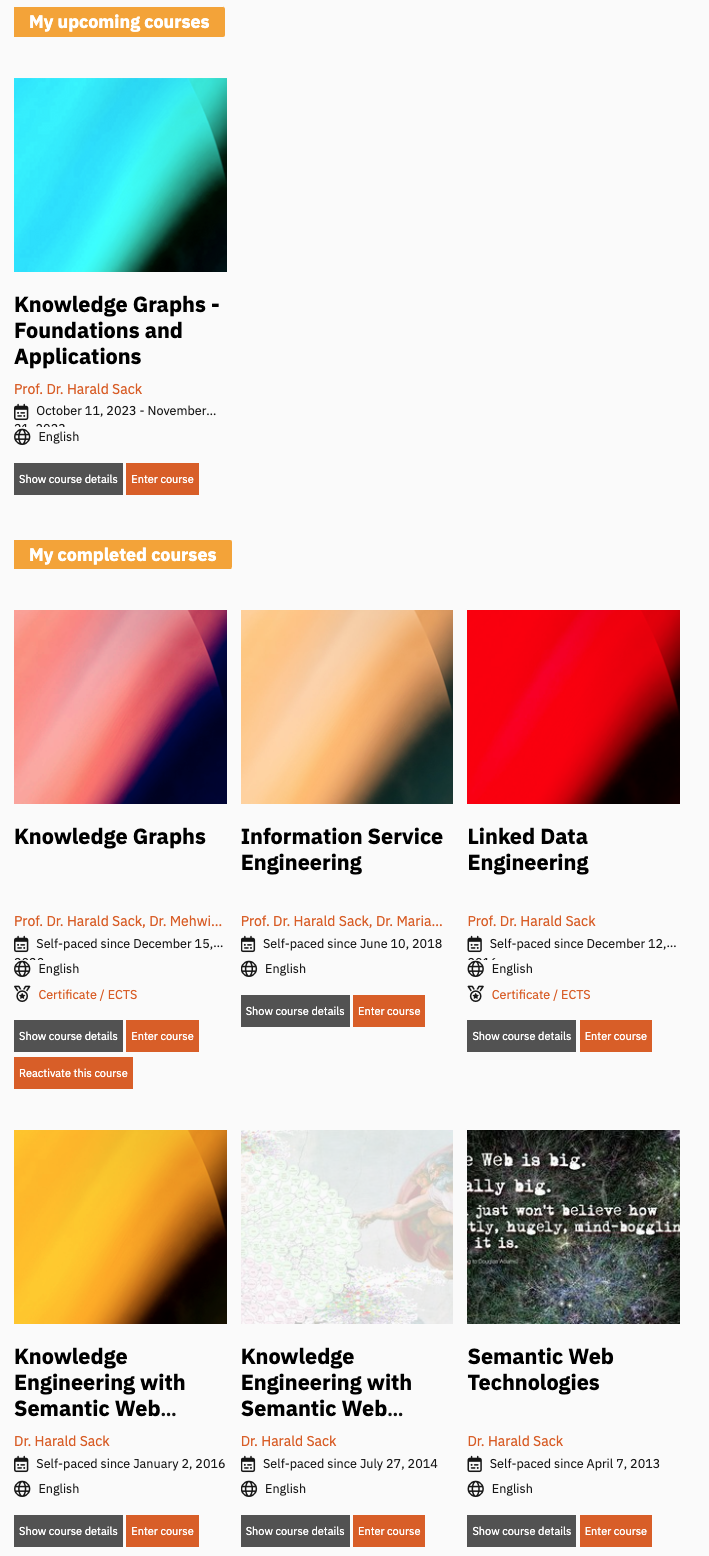 My upcoming courses
Knowledge Graphs -
Foundations and
Applications
Prof. Dr. Harald Sack
October 11, 2023 - November...
English
Show course details
Enter course
My completed courses
Knowledge Graphs
Prof. Dr. Harald Sack, Dr. Mehwi...
Self-paced since December 15,...
English
Certificate / ECTS
Show course details
Enter course
Reactivate this course
Information Service
Engineering
Prof. Dr. Harald Sack, Dr. Maria...
Self-paced since June 10, 2018
English
Show course details
Enter course
Linked Data
Engineering
Prof. Dr. Harald Sack
Self-paced since December 12,...
English
Certificate / ECTS
Show course details
Enter course
Knowledge
Engineering with
Semantic Web...
Dr. Harald Sack
Self-paced since January 2, 2016
English
Show course details
Enter course
Knowledge
Engineering with
Semantic Web...
Dr. Harald Sack
Self-paced since July 27, 2014
English
Show course details
Enter course
e Web is big.
ally big.
just won't believe how
tly, hugely, mind-bogglin
it is.
Semantic Web
Technologies
Dr. Harald Sack
Self-paced since April 7, 2013
English
Show course details
Enter course